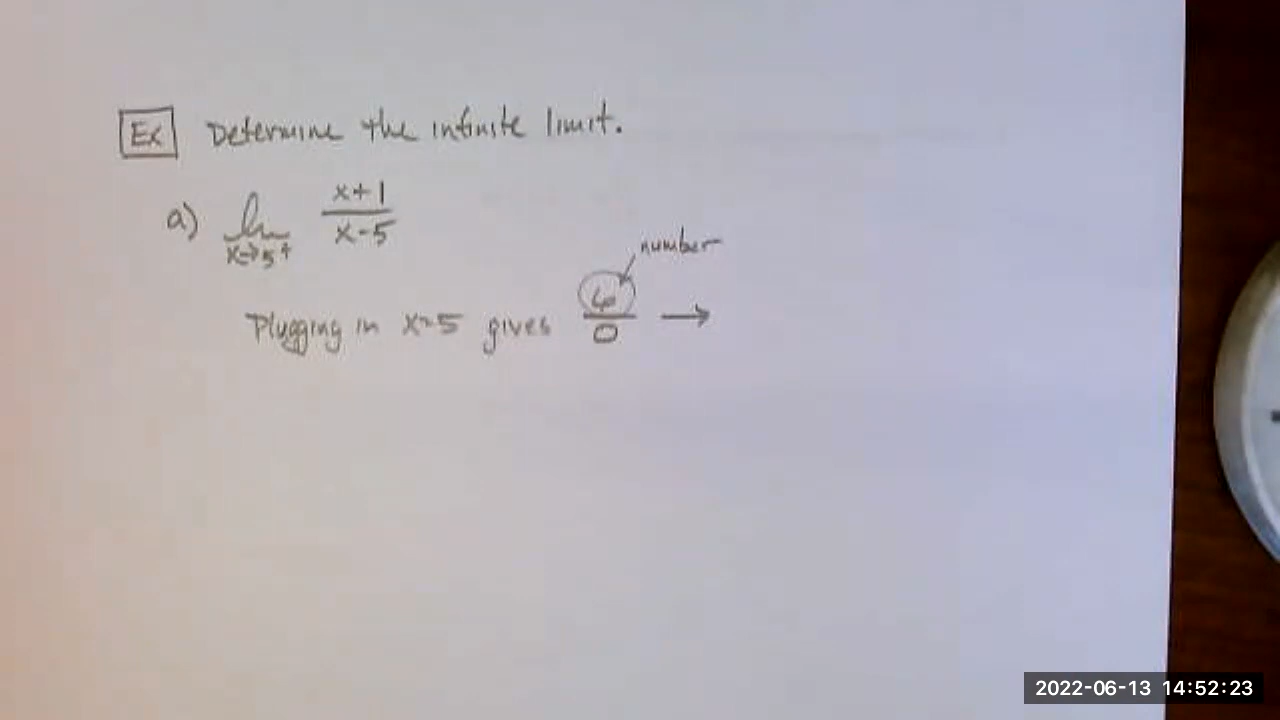 Ex Determine the infinite limit.
a) lim x→5⁺ x+1 / x-5
number
Plugging in x=5 gives 6/0 →
2022-06-13 14:52:23